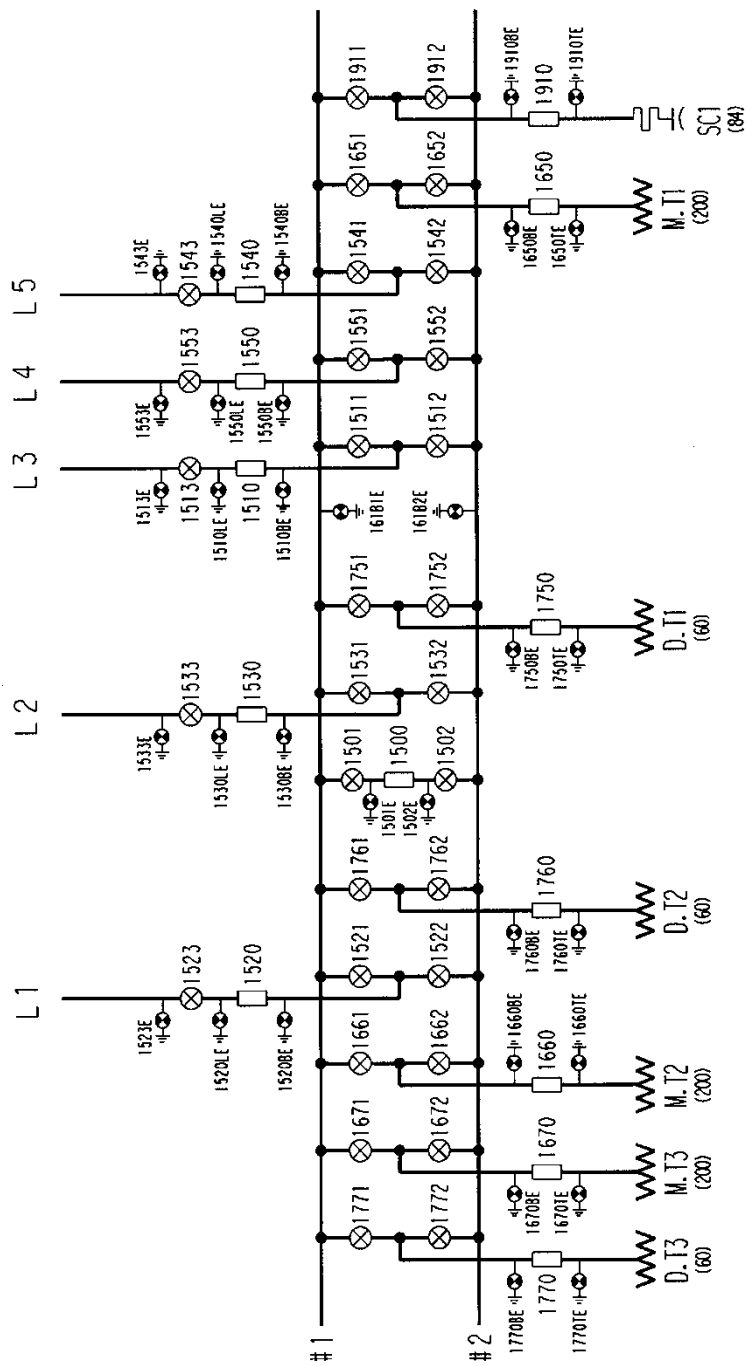 L1
L2
L3
L4
L5
1523E
1523
1520LE
1520
1520BE
1533E
1533
1530LE
1530
1530BE
1513E
1513
1510LE
1510
1510BE
1553E
1553
1550LE
1550
1550BE
1543E
1543
1540LE
1540
1540BE
#1
1771
1671
1661
1521
1761
1501
1501E
1500
1502E
1502
1531
1751
161B1E
1511
1551
1541
1651
1911
#2
1772
1672
1662
1522
1762
1532
1752
161B2E
1512
1552
1542
1652
1912
1770BE
1770
1770TE
D.T3
(60)
1670BE
1670
1670TE
M.T3
(200)
1660BE
1660
1660TE
M.T2
(200)
1760BE
1760
1760TE
D.T2
(60)
1750BE
1750
1750TE
D.T1
(60)
1650BE
1650
1650TE
M.T1
(200)
1910BE
1910
1910TE
SC1
(84)